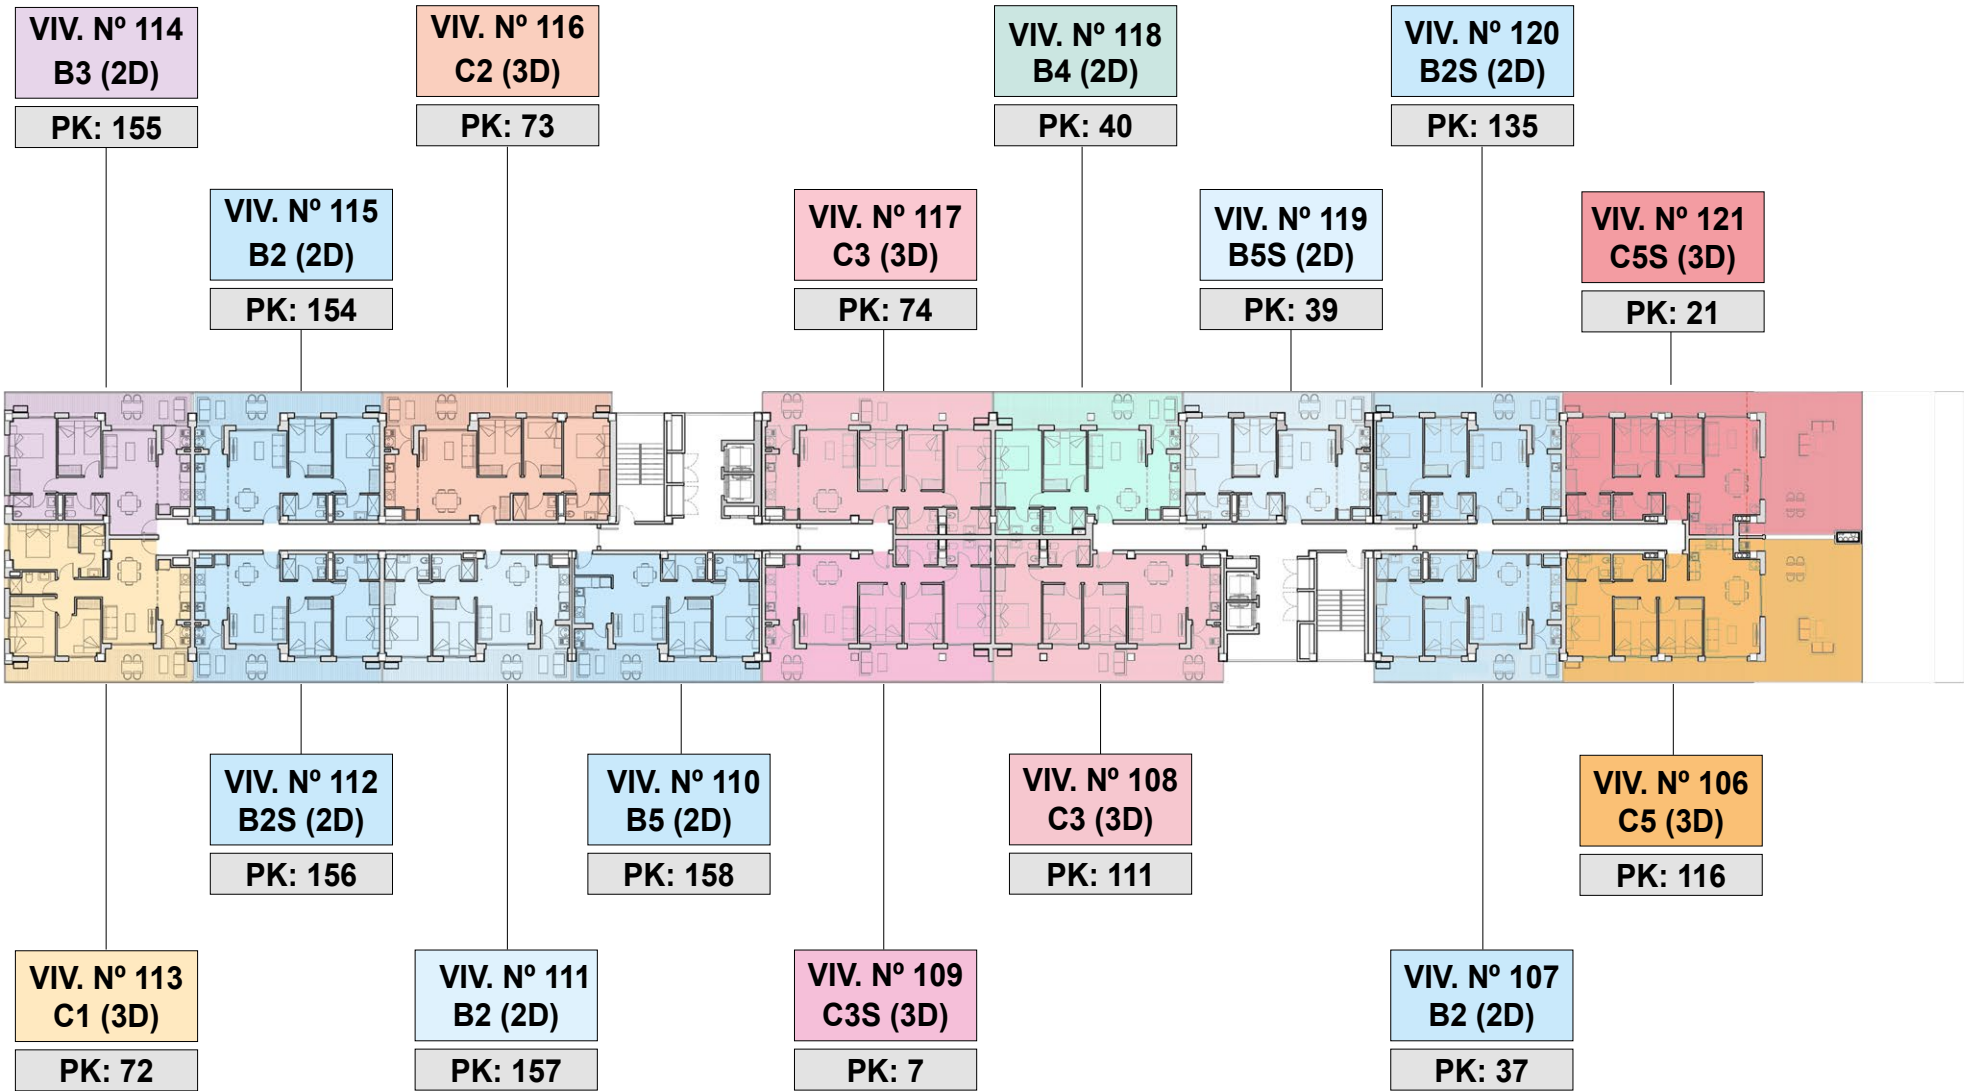 VIV. Nº 114
B3 (2D)
PK: 155
VIV. Nº 116
C2 (3D)
PK: 73
VIV. Nº 118
B4 (2D)
PK: 40
VIV. Nº 120
B2S (2D)
PK: 135
VIV. Nº 115
B2 (2D)
PK: 154
VIV. Nº 117
C3 (3D)
PK: 74
VIV. Nº 119
B5S (2D)
PK: 39
VIV. Nº 121
C5S (3D)
PK: 21
VIV. Nº 112
B2S (2D)
PK: 156
VIV. Nº 110
B5 (2D)
PK: 158
VIV. Nº 108
C3 (3D)
PK: 111
VIV. Nº 106
C5 (3D)
PK: 116
VIV. Nº 113
C1 (3D)
PK: 72
VIV. Nº 111
B2 (2D)
PK: 157
VIV. Nº 109
C3S (3D)
PK: 7
VIV. Nº 107
B2 (2D)
PK: 37